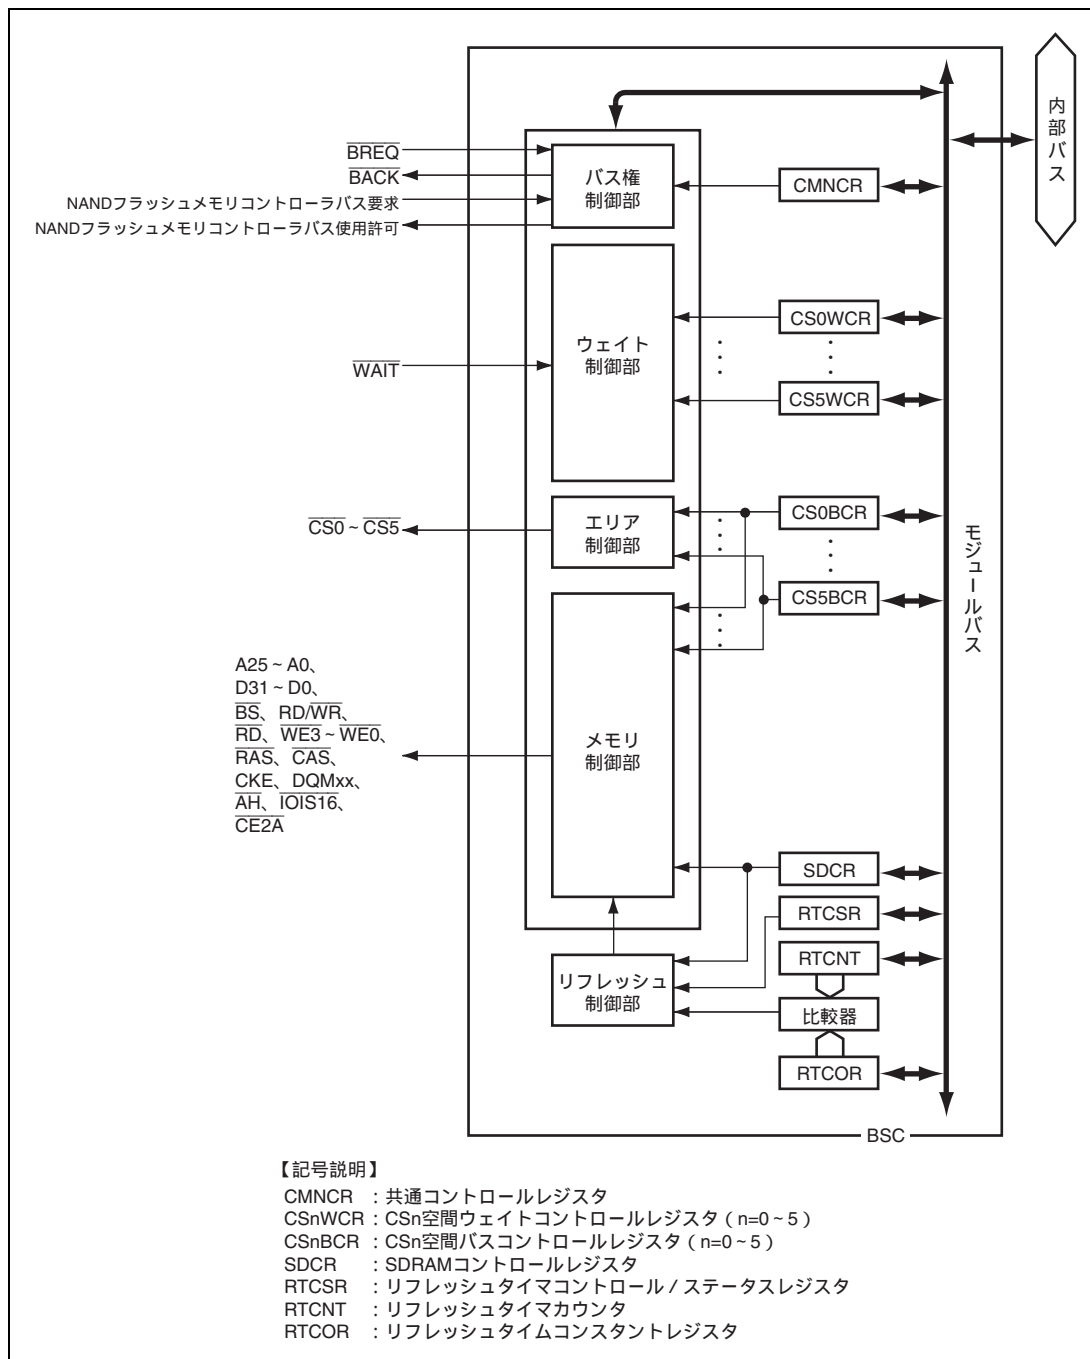 内部バス
BREQ
BACK
NANDフラッシュメモリコントローラバス要求
NANDフラッシュメモリコントローラバス使用許可
バス権
制御部
CMNCR
WAIT
ウェイト
制御部
CS0WCR
CS5WCR
CS0~CS5
エリア
制御部
CS0BCR
CS5BCR
モジュールバス
A25~A0、
D31~D0、
BS、RD/WR、
RD、WE3~WE0、
RAS、CAS、
CKE、DQMxx、
AH、IOIS16、
CE2A
メモリ
制御部
SDCR
RTCSR
RTCNT
リフレッシュ
制御部
比較器
RTCOR
BSC
【記号説明】
CMNCR :共通コントロールレジスタ
CSnWCR:CSn空間ウェイトコントロールレジスタ(n=0~5)
CSnBCR :CSn空間バスコントロールレジスタ(n=0~5)
SDCR :SDRAMコントロールレジスタ
RTCSR :リフレッシュタイマコントロール/ステータスレジスタ
RTCNT :リフレッシュタイマカウンタ
RTCOR :リフレッシュタイムコンスタントレジスタ